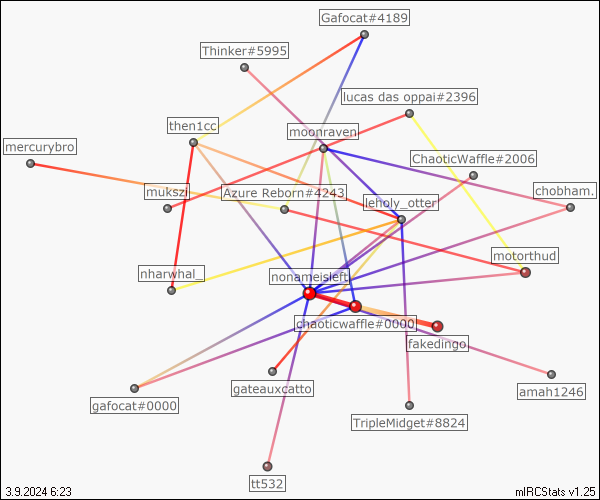 Gafocat#4189
Thinker#5995
lucas das oppai#2396
then1cc
moonraven
mercurybro
ChaoticWaffle#2006
mukszi
Azure Reborn#4243
leholy_otter
chobham.
motorthud
nharwhal_
nonameisleft
chaoticwaffle#0000
fakedingo
gateauxcatto
amah1246
gafocat#0000
TripleMidget#8824
tt532
3.9.2024 6:23
mIRCStats v1.25